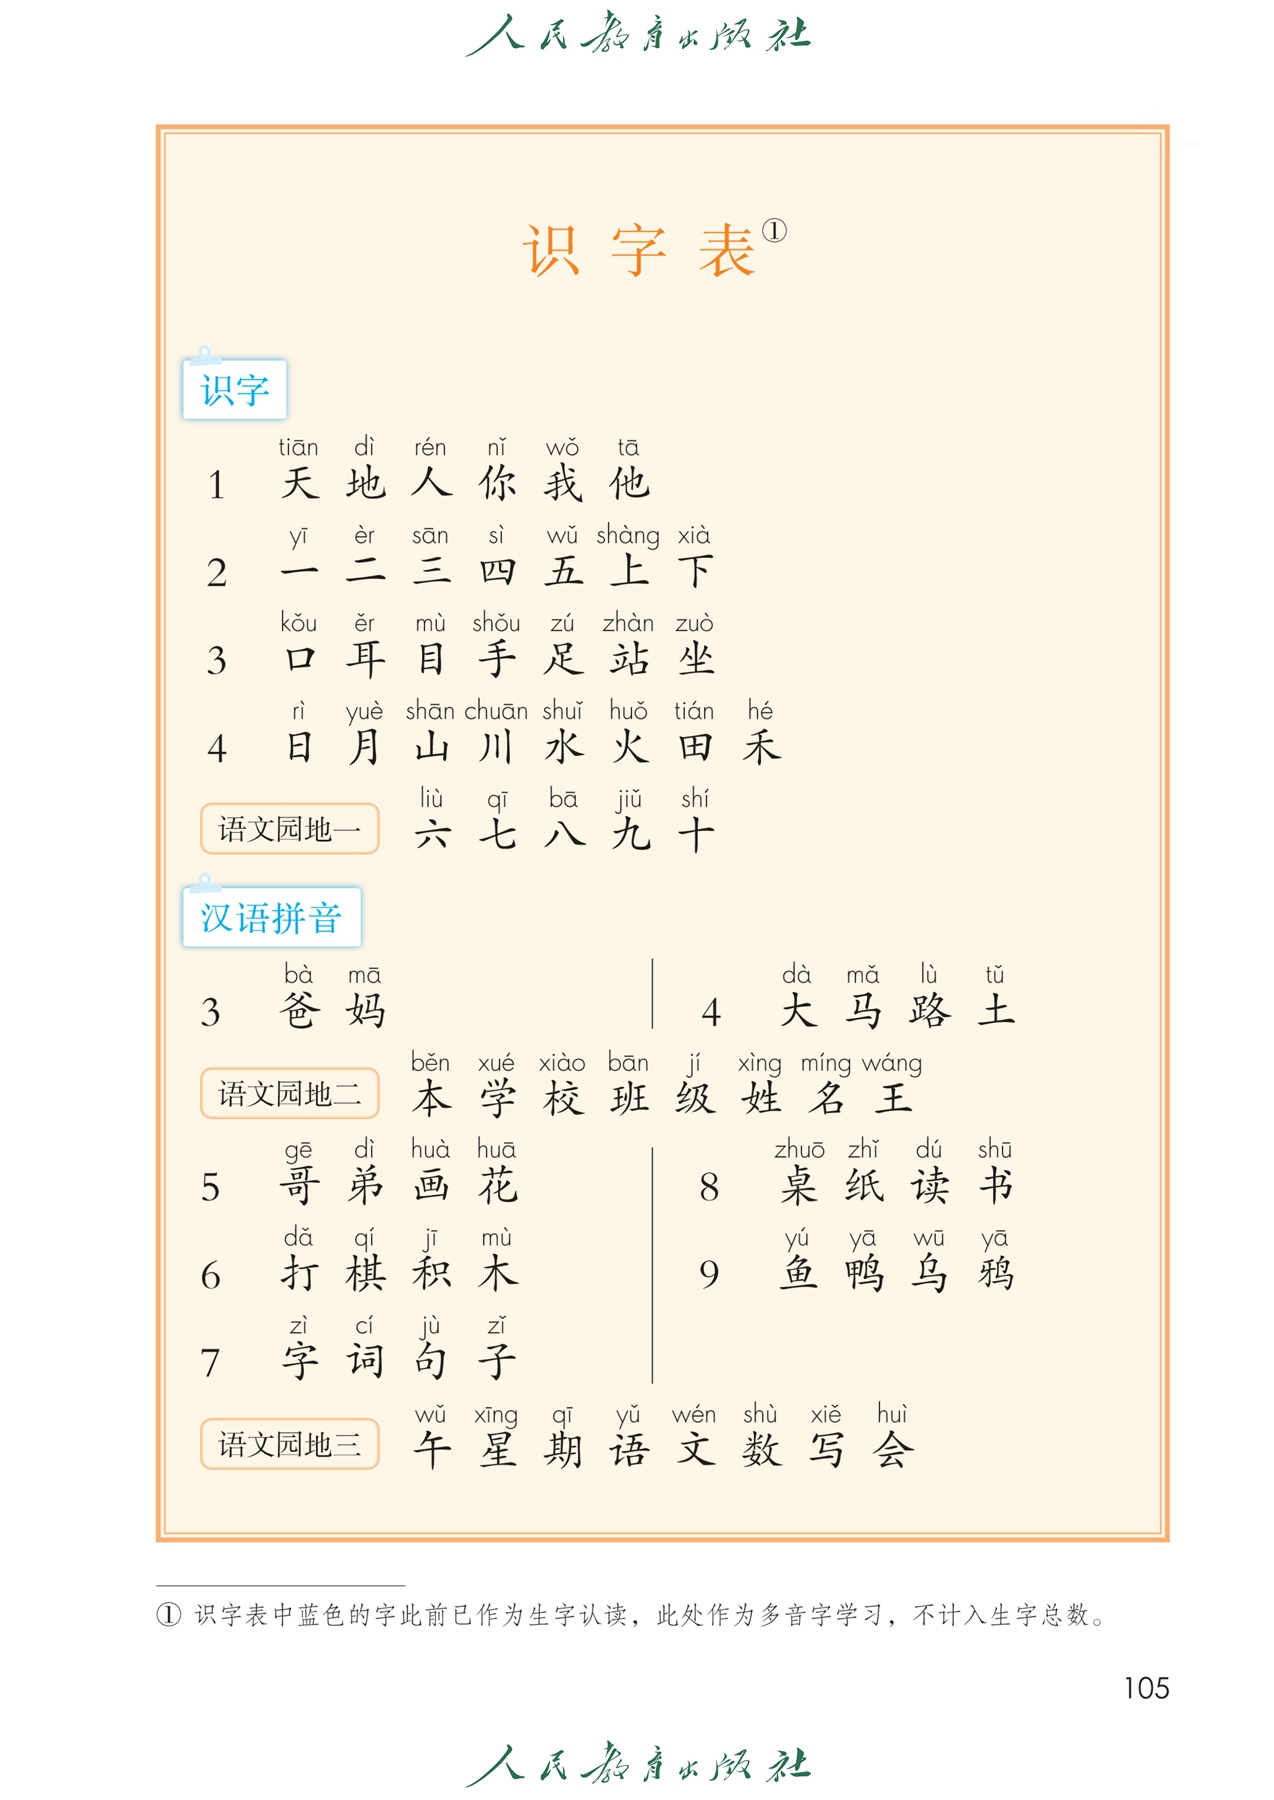 人民教育出版社
识字表①
识字
tiān dì rén nǐ wǒ tā
1 天 地 人 你 我 他
yī èr sān sì wǔ shàng xià
2 一 二 三 四 五 上 下
kǒu ěr mù shǒu zú zhàn zuò
3 口 耳 目 手 足 站 坐
rì yuè shān chuān shuǐ huǒ tián hé
4 日 月 山 川 水 火 田 禾
liù qī bā jiǔ shí
语文园地一 六 七 八 九 十
汉语拼音
bà mā dà mǎ lù tǔ
3 爸 妈 4 大 马 路 土
běn xué xiào bān jí xìng míng wáng
语文园地二 本 学 校 班 级 姓 名 王
gē dì huà huā zhuō zhǐ dú shū
5 哥 弟 画 花 8 桌 纸 读 书
dǎ qí jī mù yú yā wū yā
6 打 棋 积 木 9 鱼 鸭 乌 鸦
zì cí jù zǐ
7 字 词 句 子
wǔ xīng qī yǔ wén shù xiě huì
语文园地三 午 星 期 语 文 数 写 会
① 识字表中蓝色的字此前已作为生字认读，此处作为多音字学习，不计入生字总数。
105
人民教育出版社